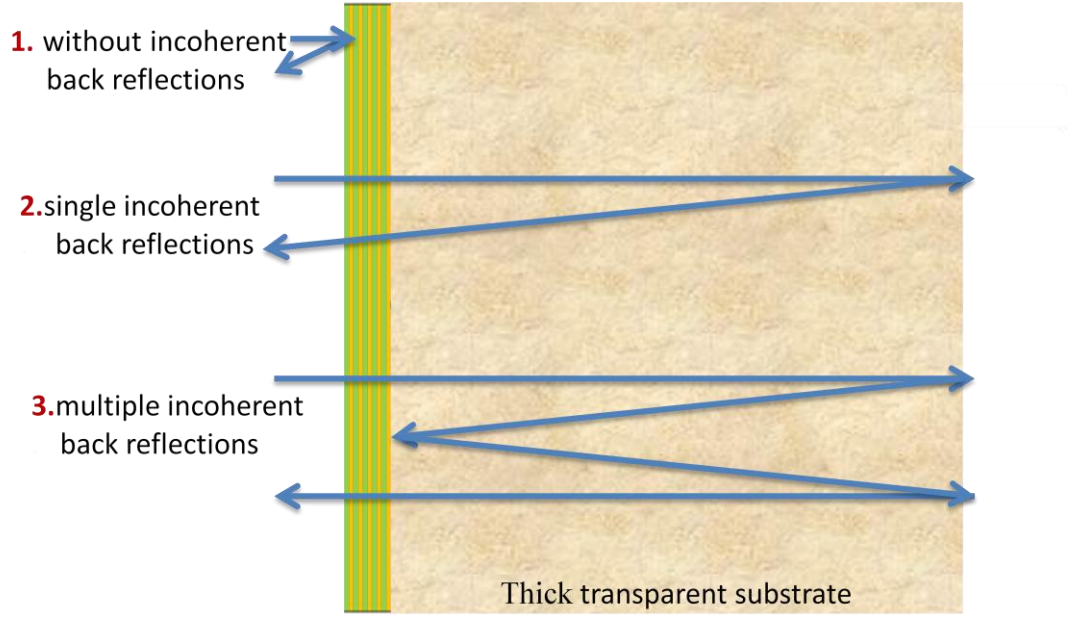 1. without incoherent
back reflections
2.single incoherent
back reflections
3.multiple incoherent
back reflections
Thick transparent substrate